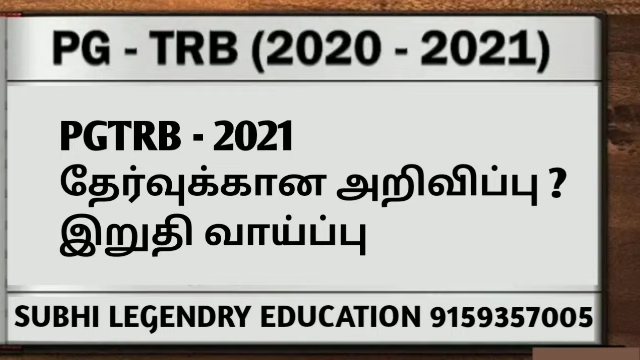 PG - TRB (2020 - 2021)
PGTRB - 2021
தேர்வுக்கான அறிவிப்பு ?
இறுதி வாய்ப்பு
SUBHI LEGENDRY EDUCATION 9159357005